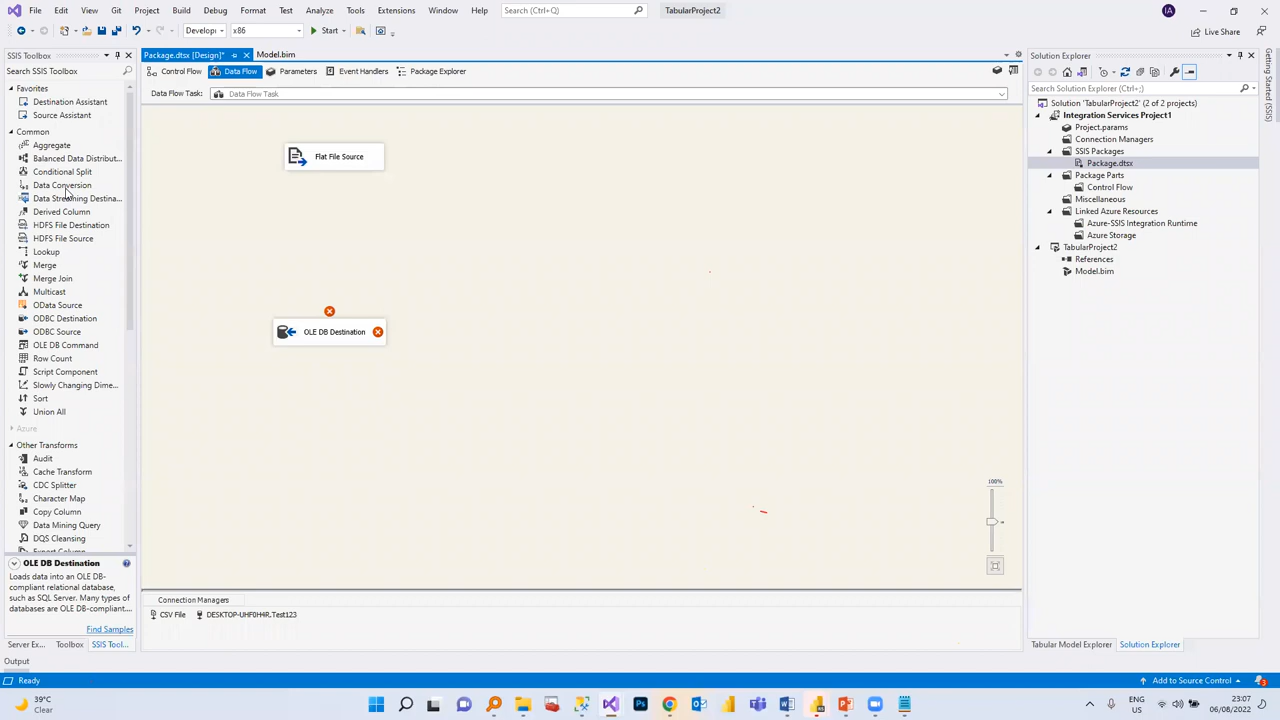 File Edit View Git Project Build Debug Format Test Analyze Tools Extensions Window Help Search (Ctrl+;) TabularProject2 IA
Developi x86 Start Live Share
SSIS Toolbox
Search SSIS Toolbox
Favorites
Destination Assistant
Source Assistant
Common
Aggregate
Balanced Data Distribut...
Conditional Split
Data Conversion
Data Streaming Destina...
Derived Column
HDFS File Destination
HDFS File Source
Lookup
Merge
Merge Join
Multicast
OData Source
ODBC Destination
ODBC Source
OLE DB Command
Row Count
Script Component
Slowly Changing Dime...
Sort
Union All
Azure
Other Transforms
Audit
Cache Transform
CDC Splitter
Character Map
Copy Column
Data Mining Query
DQS Cleansing
Export Column
OLE DB Destination
Loads data into an OLE DB-
compliant relational database,
such as SQL Server. Many types of
databases are OLE DB-compliant....
Find Samples
Server Ex... Toolbox SSIS Tool...
Package.dtsx [Design]* Model.bim
Control Flow Data Flow Parameters Event Handlers Package Explorer
Data Flow Task: Data Flow Task
Flat File Source
OLE DB Destination
100%
Connection Managers
CSV File DESKTOP-UHF0H4R.Test123
Solution Explorer
Search Solution Explorer (Ctrl+;)
Solution 'TabularProject2' (2 of 2 projects)
Integration Services Project1
Project.params
Connection Managers
SSIS Packages
Package.dtsx
Package Parts
Control Flow
Miscellaneous
Linked Azure Resources
Azure-SSIS Integration Runtime
Azure Storage
TabularProject2
References
Model.bim
Tabular Model Explorer Solution Explorer
Getting Started (SSIS)
Output
Ready Add to Source Control 3
39°C
Clear
ENG
US
23:07
06/08/2022